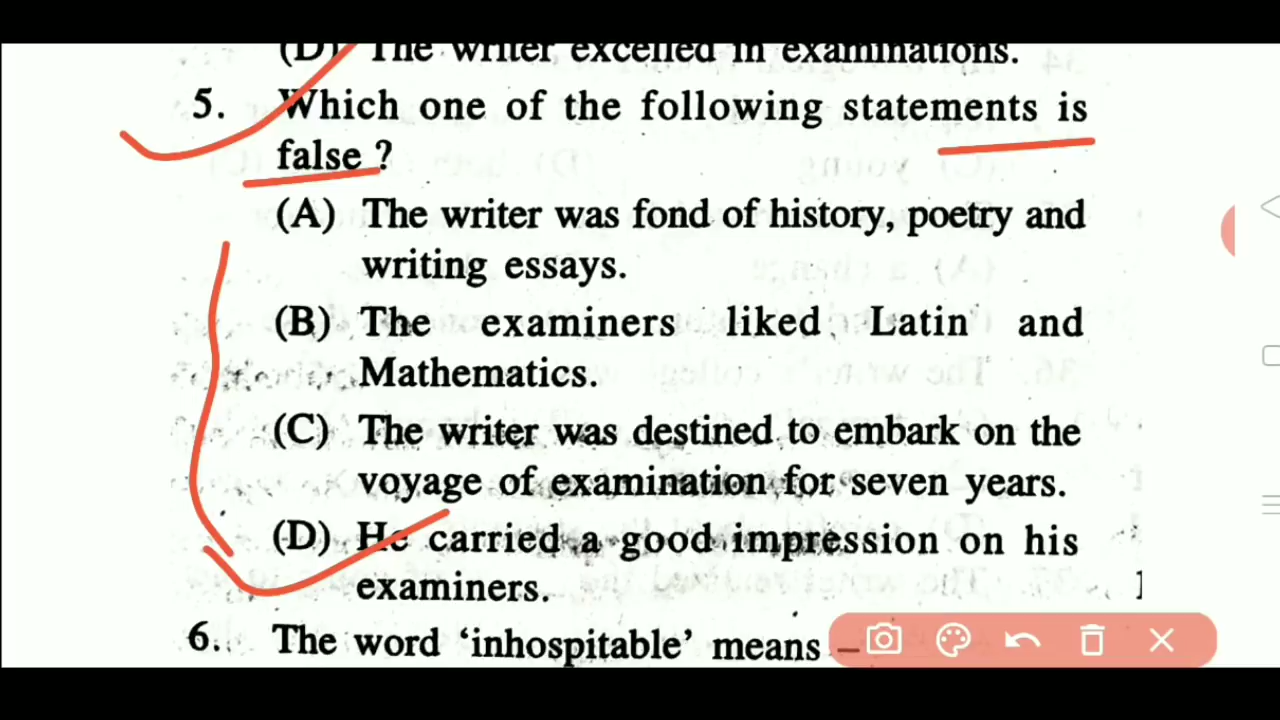 (D) The writer excelled in examinations.
5. Which one of the following statements is
false ?
(A) The writer was fond of history, poetry and
writing essays.
(B) The examiners liked Latin and
Mathematics.
(C) The writer was destined to embark on the
voyage of examination for seven years.
(D) He carried a good impression on his
examiners.
6. The word ‘inhospitable’ means –